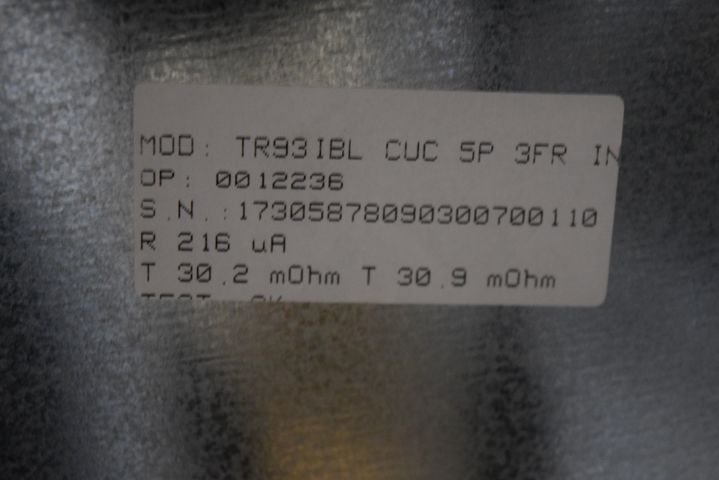 MOD: TR93IBL CUC 5P 3FR IN
OP: 0012236
S.N.:17305878090300700110
R 216 uA
T 30.2 mOhm T 30.9 mOhm